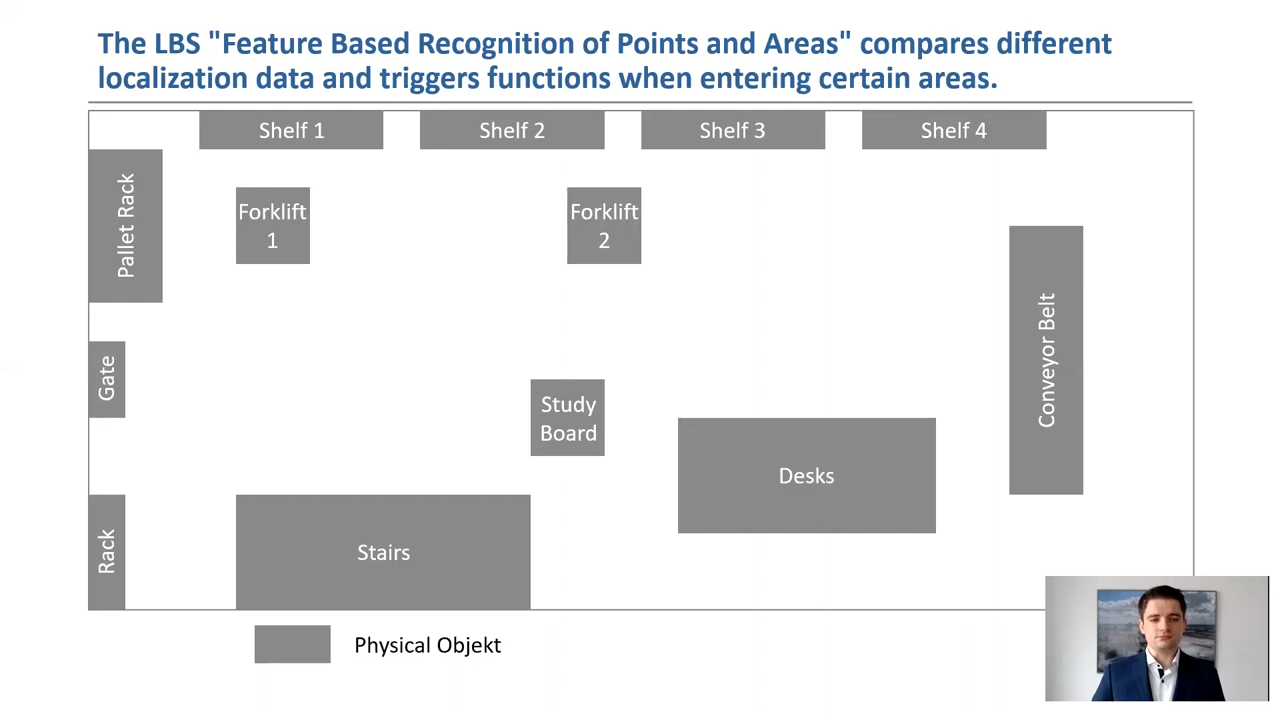 The LBS "Feature Based Recognition of Points and Areas" compares different
localization data and triggers functions when entering certain areas.
Shelf 1
Shelf 2
Shelf 3
Shelf 4
Pallet Rack
Forklift
1
Forklift
2
Conveyor Belt
Gate
Study
Board
Desks
Rack
Stairs
Physical Objekt